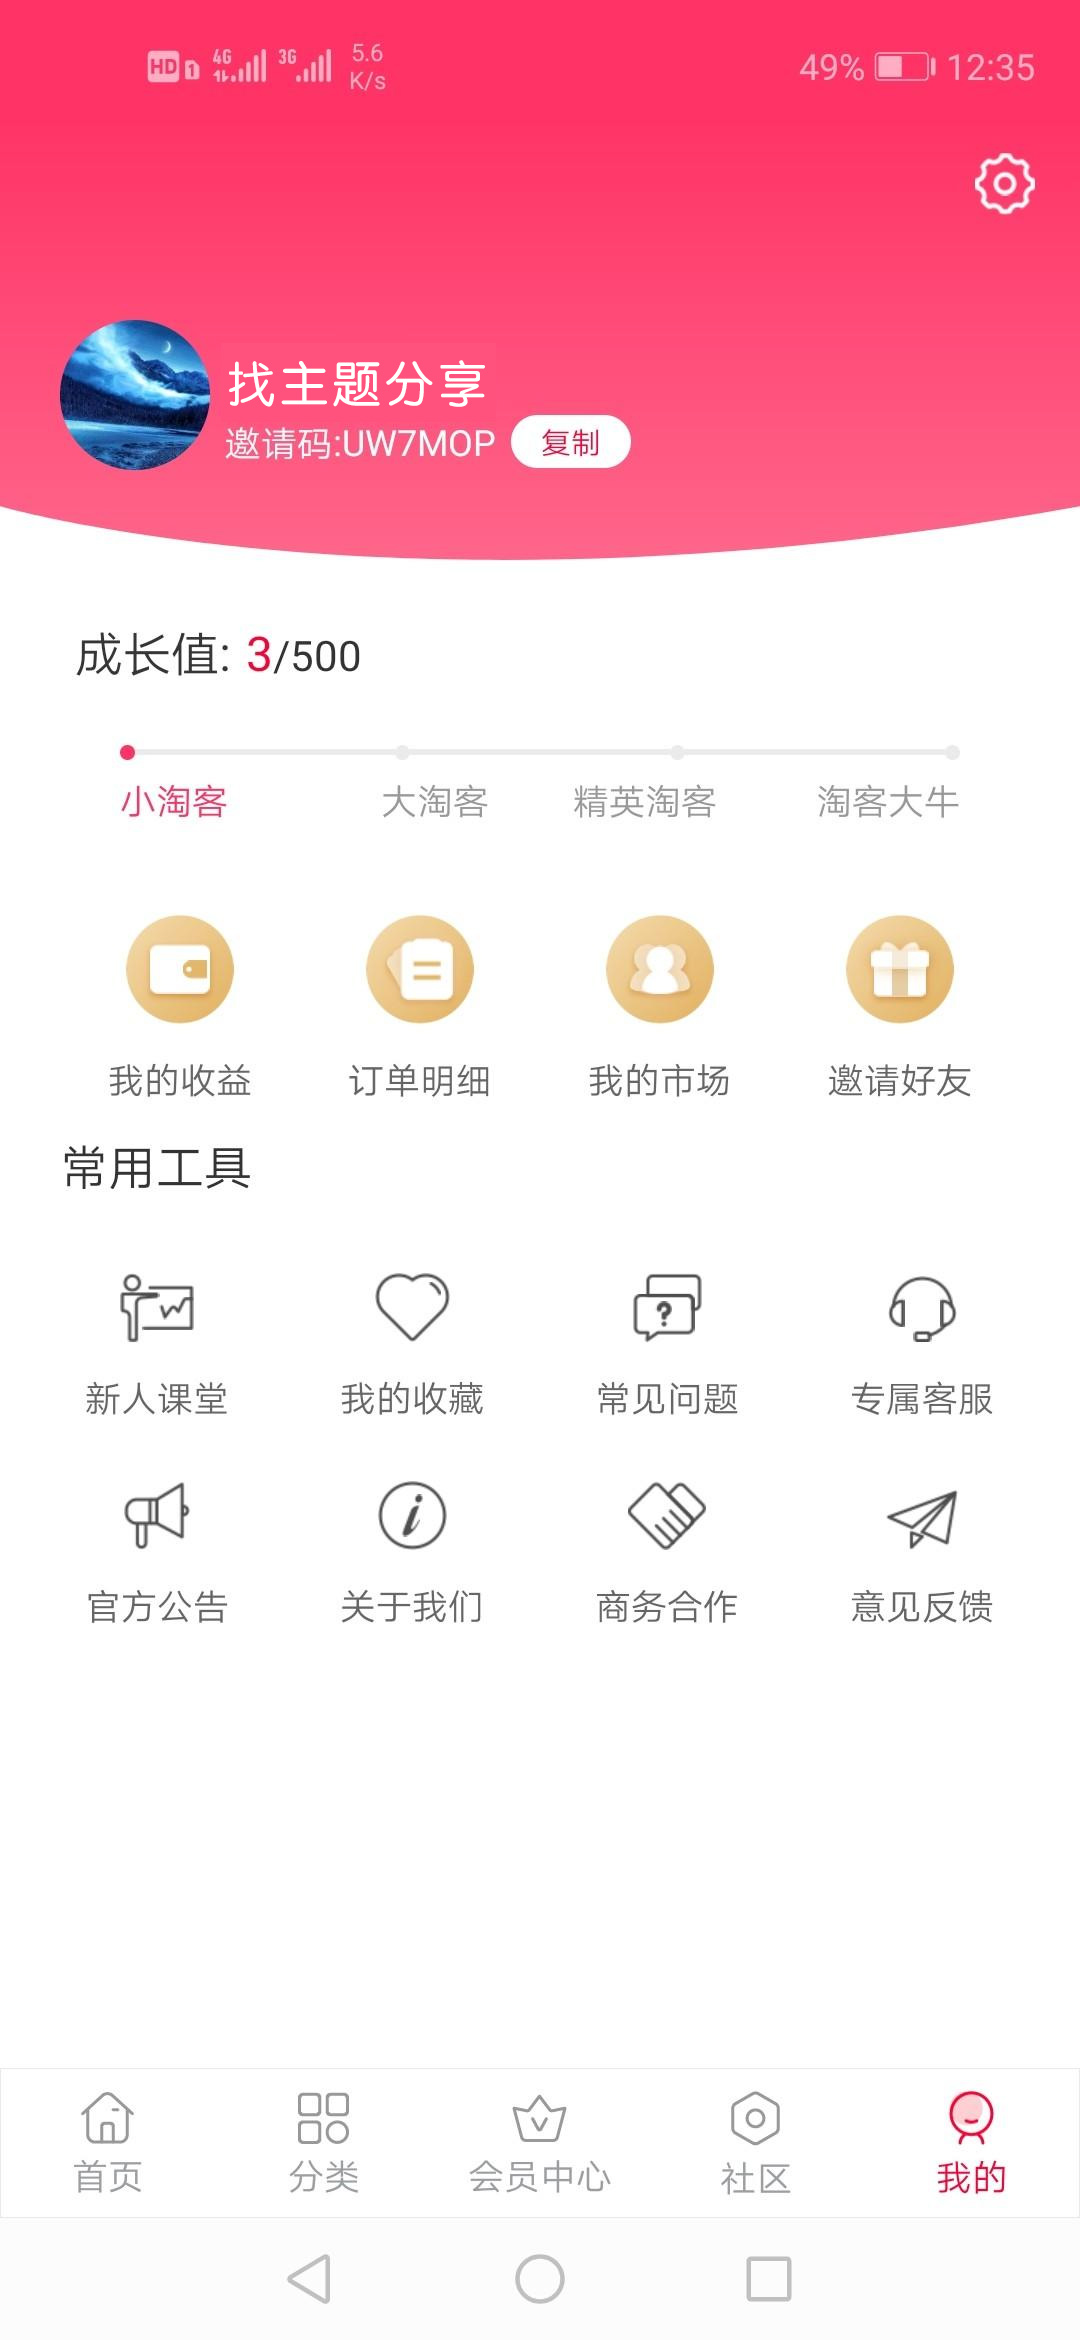 HD 1 4G 3G 5.6 K/s 49% 12:35
找主题分享
邀请码:UW7MOP 复制
成长值: 3/500
小淘客 大淘客 精英淘客 淘客大牛
我的收益 订单明细 我的市场 邀请好友
常用工具
新人课堂 我的收藏 常见问题 专属客服
官方公告 关于我们 商务合作 意见反馈
首页 分类 会员中心 社区 我的